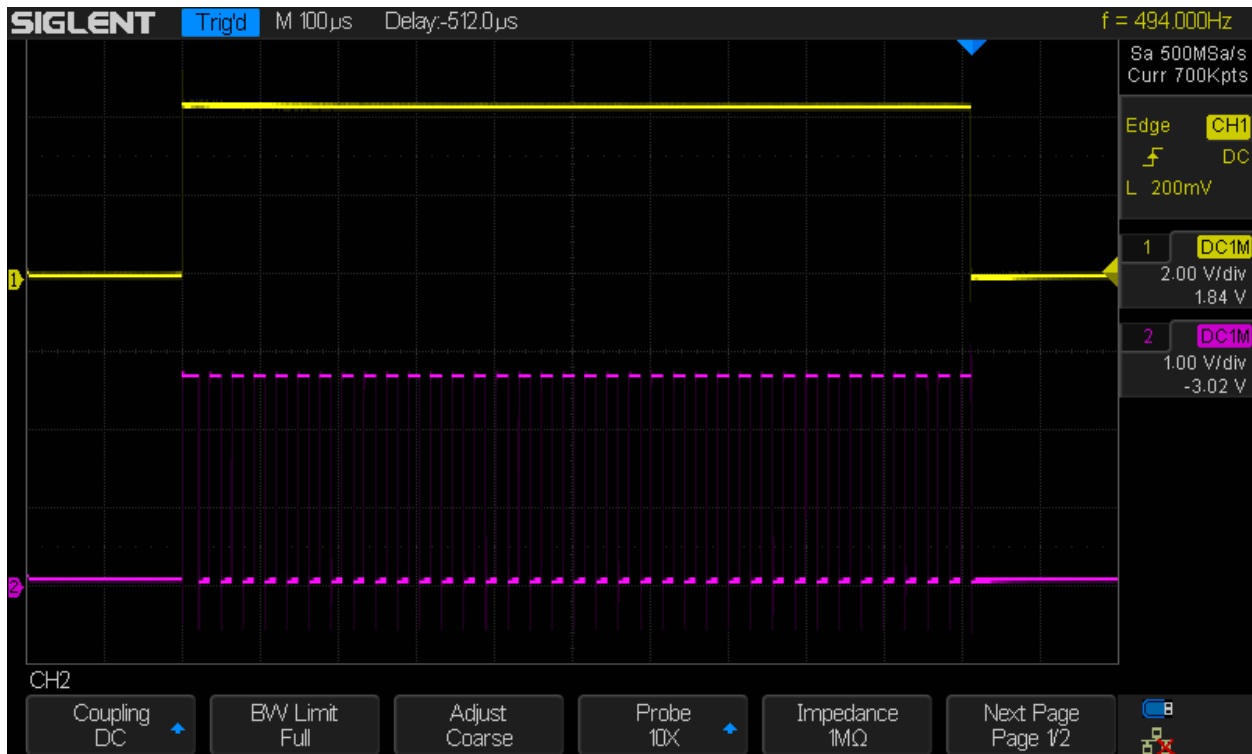 SIGLENT Trig'd M 100µs Delay:-512.0µs f = 494.000Hz
Sa 500MSa/s
Curr 700Kpts
Edge CH1
DC
L 200mV
1 DC1M
2.00 V/div
1.84 V
2 DC1M
1.00 V/div
-3.02 V
1
2
CH2
Coupling BW Limit Adjust Probe Impedance Next Page
DC Full Coarse 10X 1MΩ Page 1/2